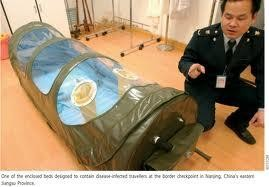 One of the enclosed beds designed to contain disease-infected travellers at the border checkpoint in Nanjing, China's eastern
Jiangsu Province.